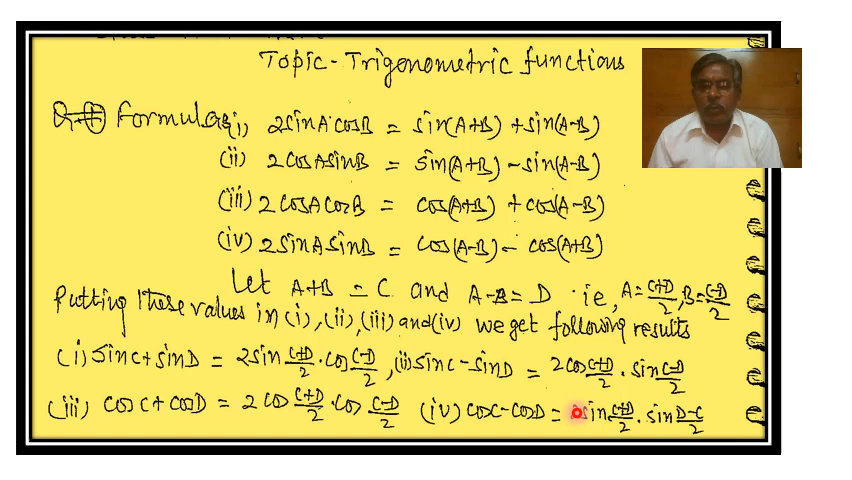 Topic - Trigonometric functions
Formulas (i) 2sinA·cosB = sin(A+B) + sin(A-B)
(ii) 2cosAsinB = sin(A+B) - sin(A-B)
(iii) 2cosAcosB = cos(A+B) + cos(A-B)
(iv) 2sinAsinB = cos(A-B) - cos(A+B)
Let A+B = C and A-B = D ie, A = (C+D)/2, B = (C-D)/2
Putting these values in (i), (ii), (iii) and (iv) we get following results
(i) sinC + sinD = 2sin (C+D)/2 · cos (C-D)/2, (ii) sinC - sinD = 2cos (C+D)/2 · sin (C-D)/2
(iii) cosC + cosD = 2 cos (C+D)/2 · cos (C-D)/2 (iv) cosC - cosD = 2sin (C+D)/2 · sin (D-C)/2